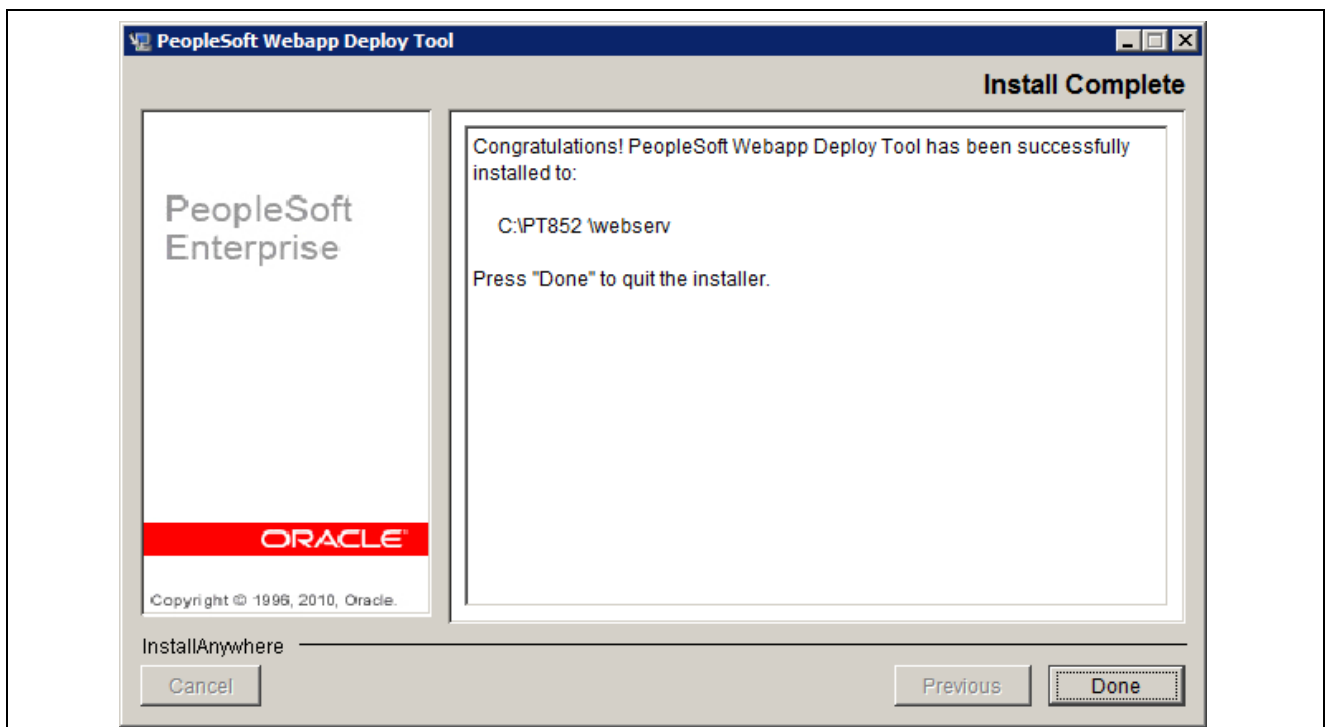 PeopleSoft Webapp Deploy Tool
Install Complete
Congratulations! PeopleSoft Webapp Deploy Tool has been successfully
installed to:
C:\PT852 \webserv
Press "Done" to quit the installer.
PeopleSoft
Enterprise
ORACLE
Copyright © 1996, 2010, Oracle.
InstallAnywhere
Cancel
Previous
Done